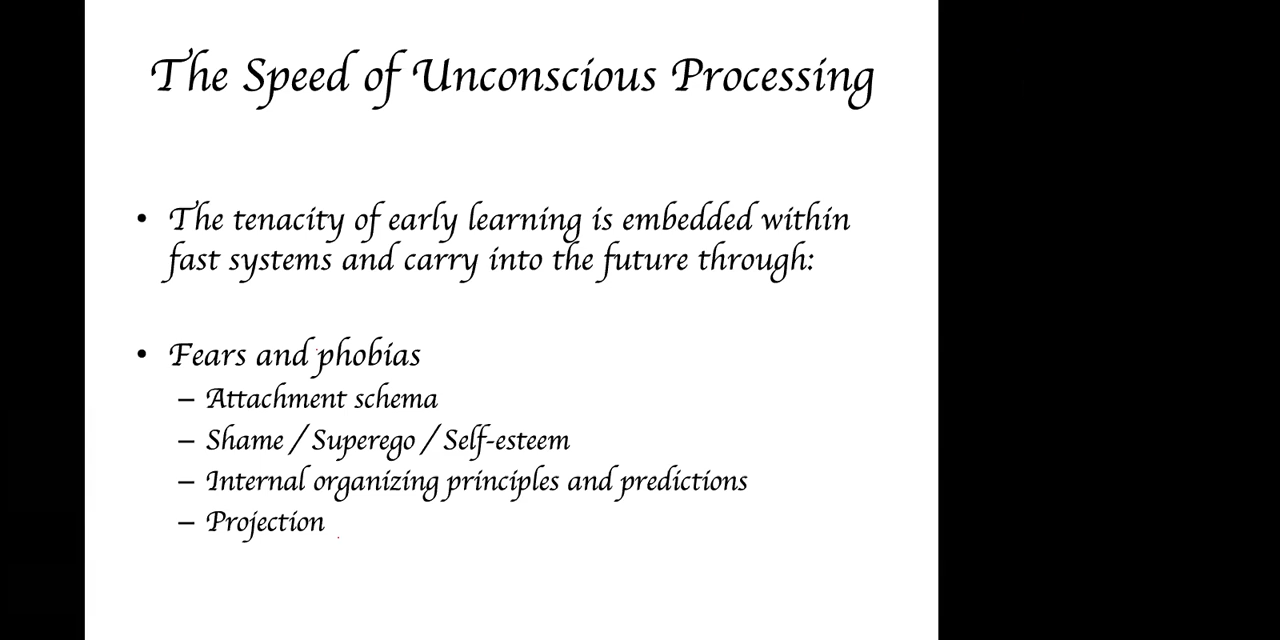 The Speed of Unconscious Processing
• The tenacity of early learning is embedded within
fast systems and carry into the future through:
• Fears and phobias
– Attachment schema
– Shame / Superego / Self-esteem
– Internal organizing principles and predictions
– Projection